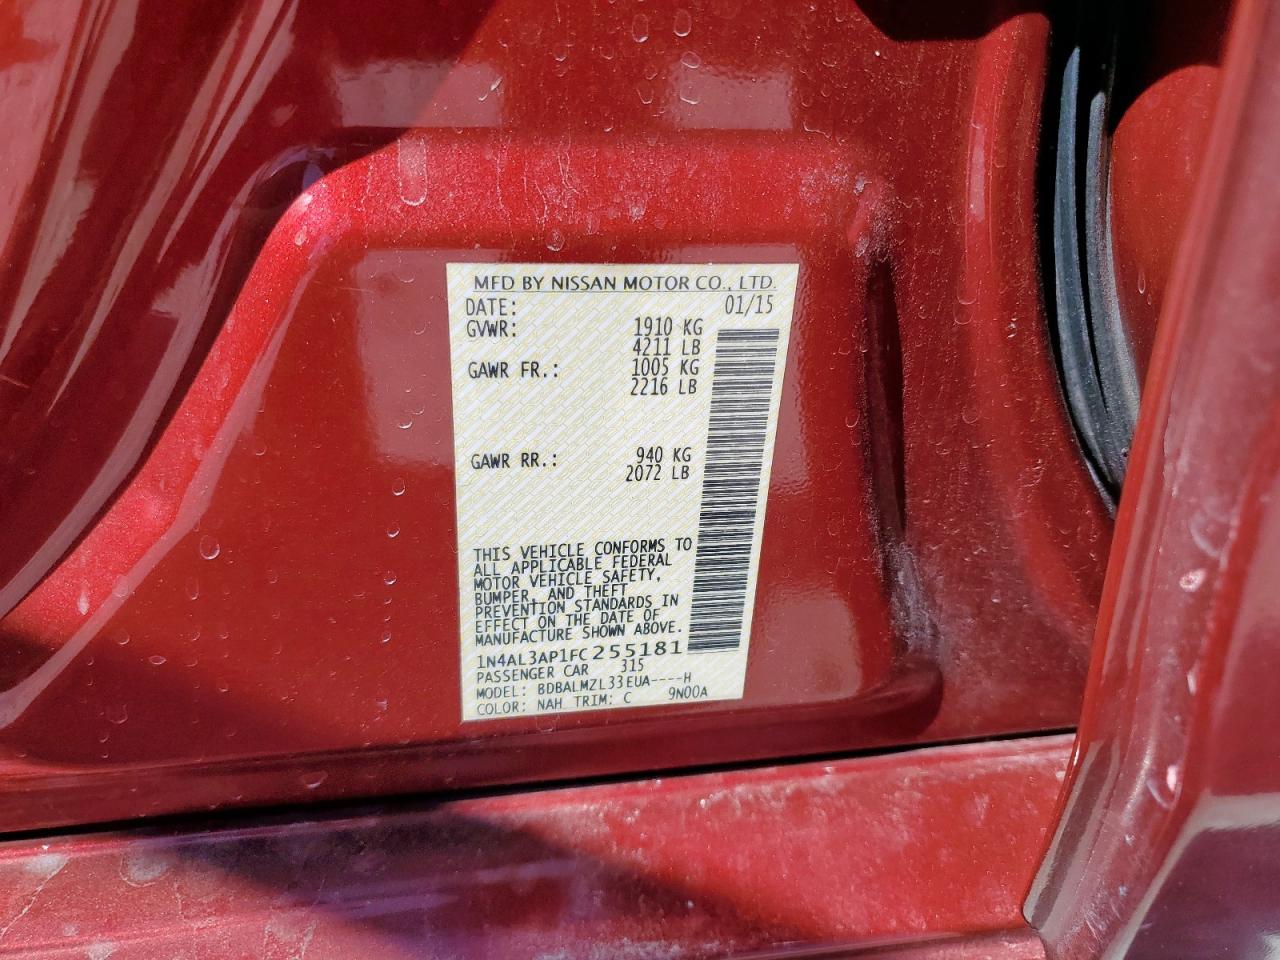 MFD BY NISSAN MOTOR CO., LTD.
DATE: 01/15
GVWR: 1910 KG
4211 LB
GAWR FR.: 1005 KG
2216 LB
GAWR RR.: 940 KG
2072 LB
THIS VEHICLE CONFORMS TO
ALL APPLICABLE FEDERAL
MOTOR VEHICLE SAFETY,
BUMPER, AND THEFT
PREVENTION STANDARDS IN
EFFECT ON THE DATE OF
MANUFACTURE SHOWN ABOVE.
1N4AL3AP1FC255181
PASSENGER CAR 315
MODEL: BDBALMZL33EUA----H
COLOR: NAH TRIM: C 9N00A